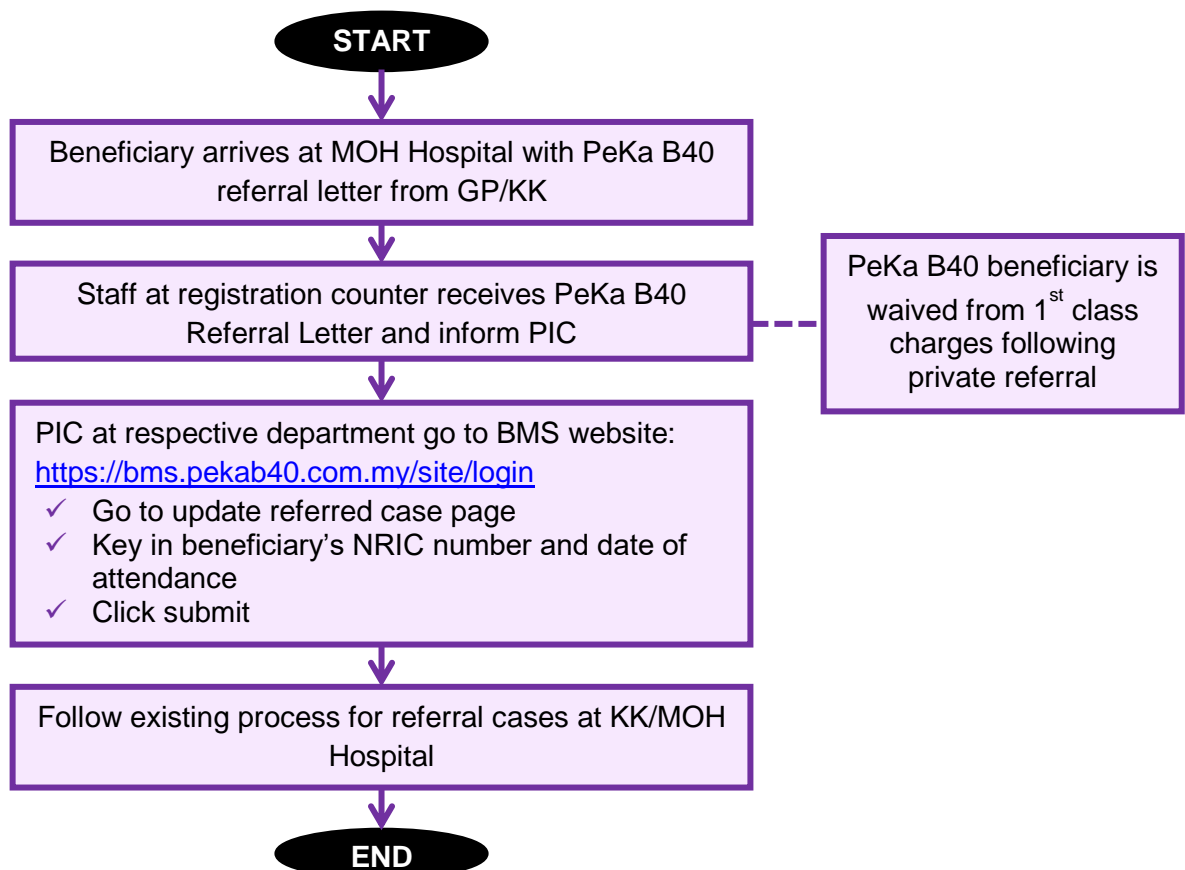 START
Beneficiary arrives at MOH Hospital with PeKa B40
referral letter from GP/KK
Staff at registration counter receives PeKa B40
Referral Letter and inform PIC
PeKa B40 beneficiary is
waived from 1st class
charges following
private referral
PIC at respective department go to BMS website:
https://bms.pekab40.com.my/site/login
✓ Go to update referred case page
✓ Key in beneficiary’s NRIC number and date of
attendance
✓ Click submit
Follow existing process for referral cases at KK/MOH
Hospital
END